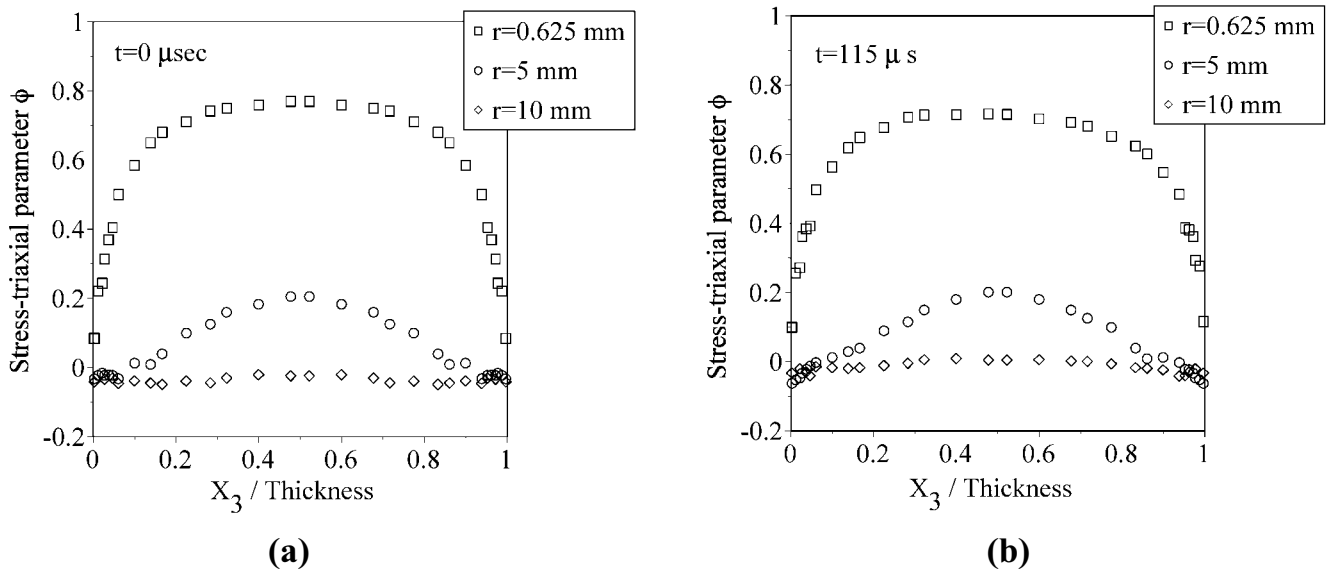 1
0.8
0.6
0.4
0.2
0
-0.2
Stress-triaxial parameter ϕ
t=0 μsec
r=0.625 mm
r=5 mm
r=10 mm
0 0.2 0.4 0.6 0.8 1
X3 / Thickness
(a)
1
0.8
0.6
0.4
0.2
0
-0.2
Stress-triaxial parameter ϕ
t=115 μ s
r=0.625 mm
r=5 mm
r=10 mm
0 0.2 0.4 0.6 0.8 1
X3 / Thickness
(b)